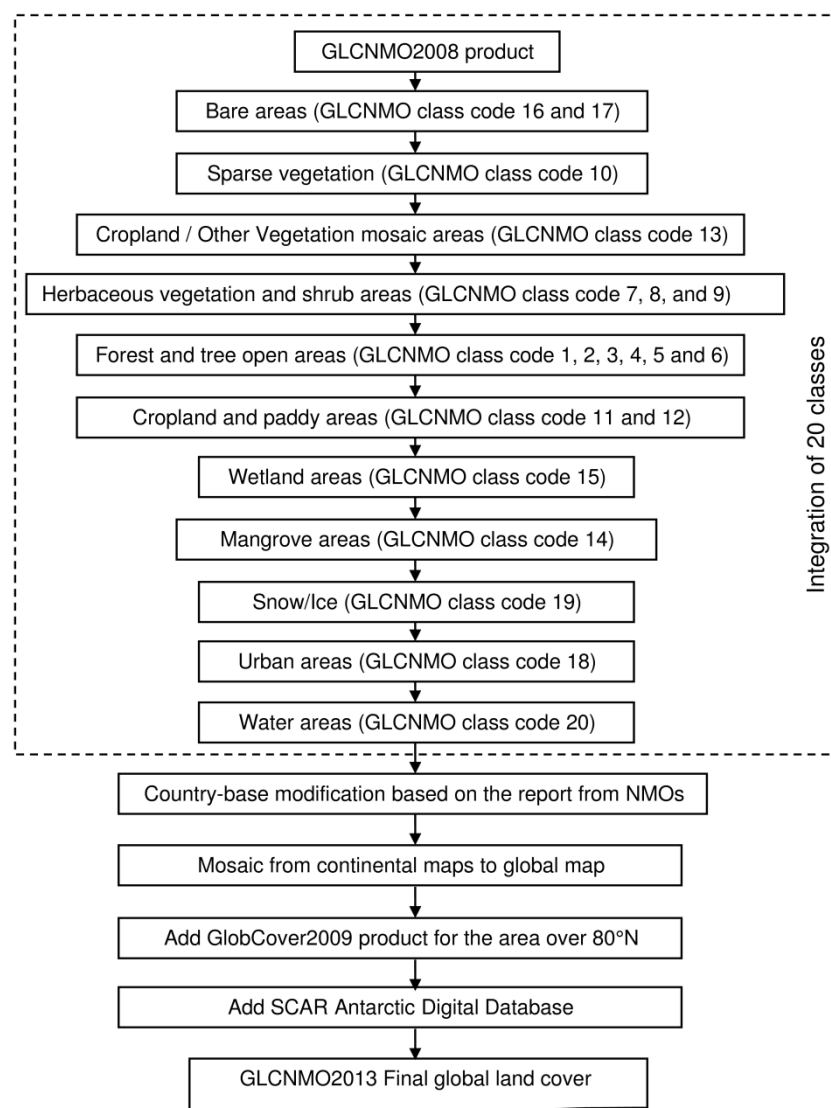 GLCNMO2008 product
Bare areas (GLCNMO class code 16 and 17)
Sparse vegetation (GLCNMO class code 10)
Cropland / Other Vegetation mosaic areas (GLCNMO class code 13)
Herbaceous vegetation and shrub areas (GLCNMO class code 7, 8, and 9)
Forest and tree open areas (GLCNMO class code 1, 2, 3, 4, 5 and 6)
Cropland and paddy areas (GLCNMO class code 11 and 12)
Wetland areas (GLCNMO class code 15)
Mangrove areas (GLCNMO class code 14)
Snow/Ice (GLCNMO class code 19)
Urban areas (GLCNMO class code 18)
Water areas (GLCNMO class code 20)
Integration of 20 classes
Country-base modification based on the report from NMOs
Mosaic from continental maps to global map
Add GlobCover2009 product for the area over 80°N
Add SCAR Antarctic Digital Database
GLCNMO2013 Final global land cover